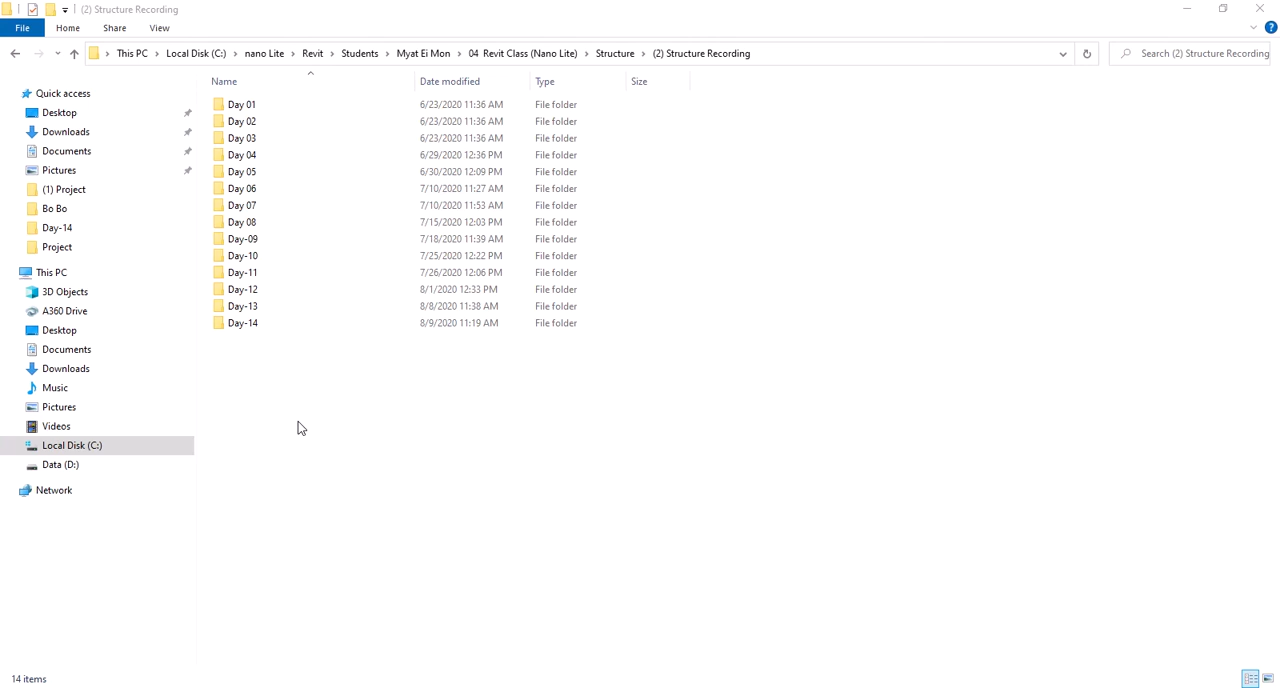 (2) Structure Recording
File Home Share View
This PC Local Disk (C:) nano Lite Revit Students Myat Ei Mon 04 Revit Class (Nano Lite) Structure (2) Structure Recording Search (2) Structure Recording
Name Date modified Type Size
Quick access
Desktop
Downloads
Documents
Pictures
(1) Project
Bo Bo
Day-14
Project
This PC
3D Objects
A360 Drive
Desktop
Documents
Downloads
Music
Pictures
Videos
Local Disk (C:)
Data (D:)
Network
Day 01 6/23/2020 11:36 AM File folder
Day 02 6/23/2020 11:36 AM File folder
Day 03 6/23/2020 11:36 AM File folder
Day 04 6/29/2020 12:36 PM File folder
Day 05 6/30/2020 12:09 PM File folder
Day 06 7/10/2020 11:27 AM File folder
Day 07 7/10/2020 11:53 AM File folder
Day 08 7/15/2020 12:03 PM File folder
Day-09 7/18/2020 11:39 AM File folder
Day-10 7/25/2020 12:22 PM File folder
Day-11 7/26/2020 12:06 PM File folder
Day-12 8/1/2020 12:33 PM File folder
Day-13 8/8/2020 11:38 AM File folder
Day-14 8/9/2020 11:19 AM File folder
14 items